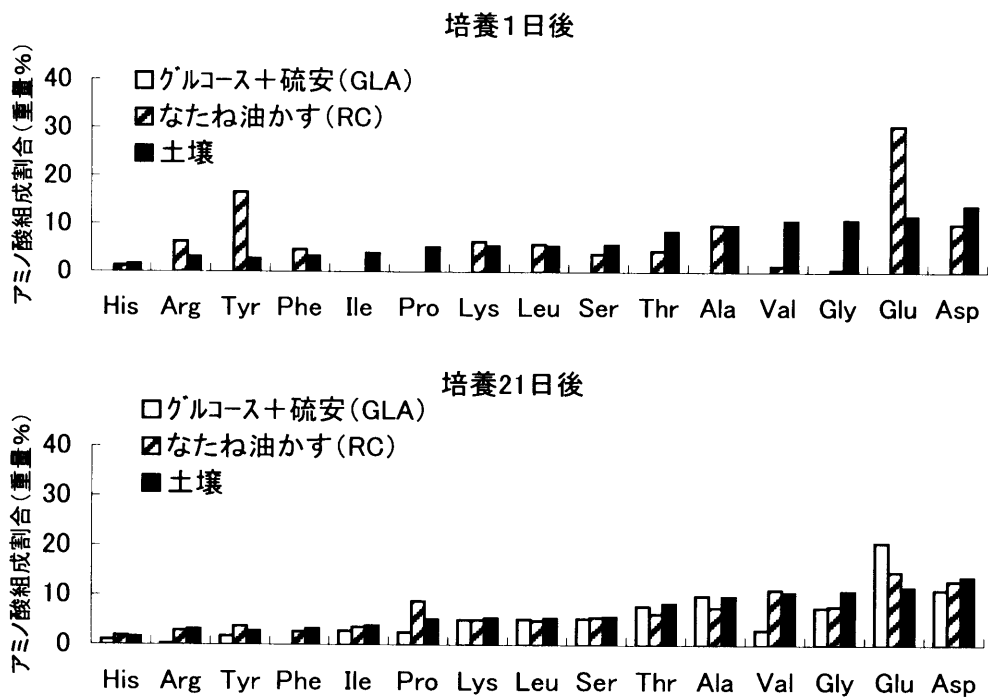 培養1日後
アミノ酸組成割合(重量%)
40
30
20
10
0
グルコース+硫安(GLA)
なたね油かす(RC)
土壌
His Arg Tyr Phe Ile Pro Lys Leu Ser Thr Ala Val Gly Glu Asp
培養21日後
アミノ酸組成割合(重量%)
40
30
20
10
0
グルコース+硫安(GLA)
なたね油かす(RC)
土壌
His Arg Tyr Phe Ile Pro Lys Leu Ser Thr Ala Val Gly Glu Asp